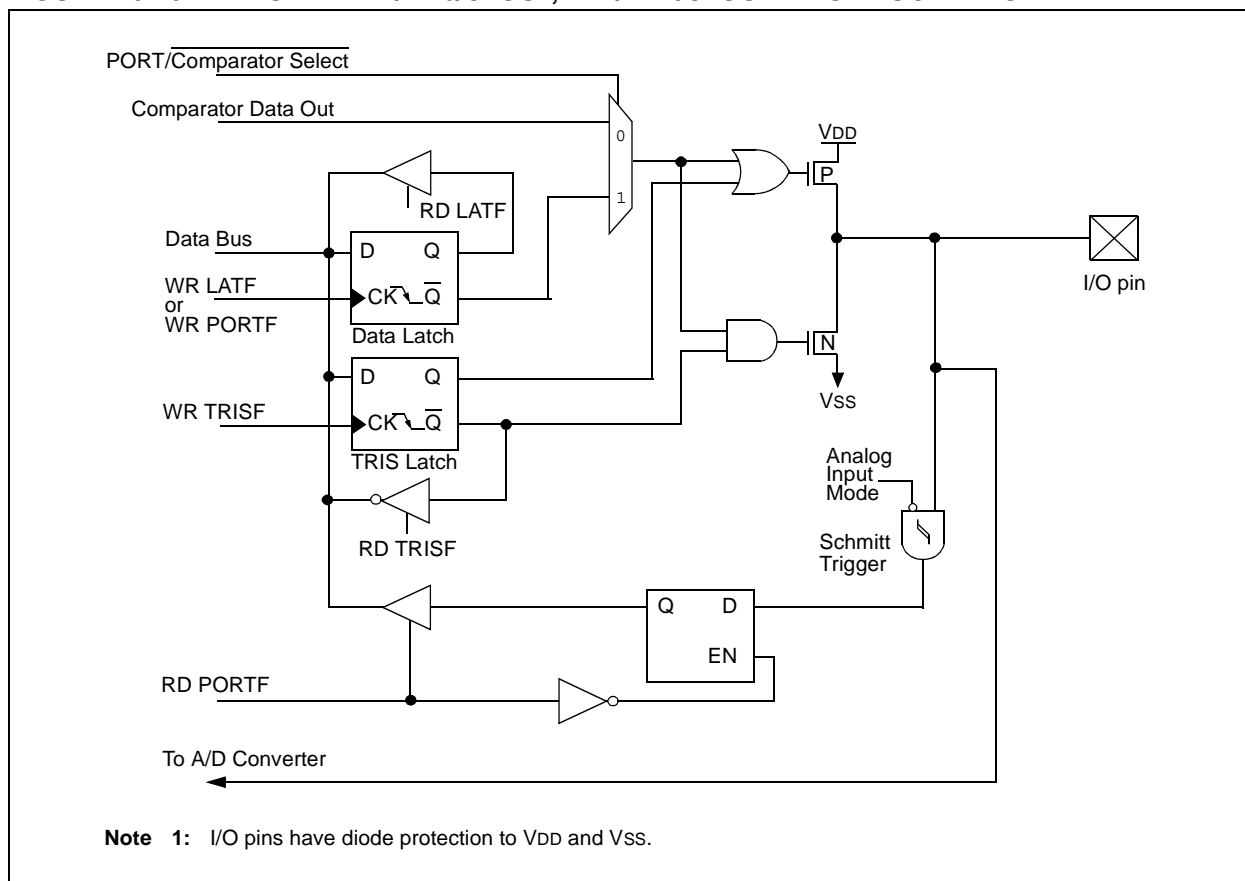 PORT/Comparator Select
Comparator Data Out
0
1
VDD
P
RD LATF
Data Bus
D Q
WR LATF
or
WR PORTF
CK Q
Data Latch
I/O pin
N
VSS
D Q
WR TRISF
CK Q
TRIS Latch
Analog
Input
Mode
RD TRISF
Schmitt
Trigger
Q D
EN
RD PORTF
To A/D Converter
Note 1: I/O pins have diode protection to VDD and VSS.